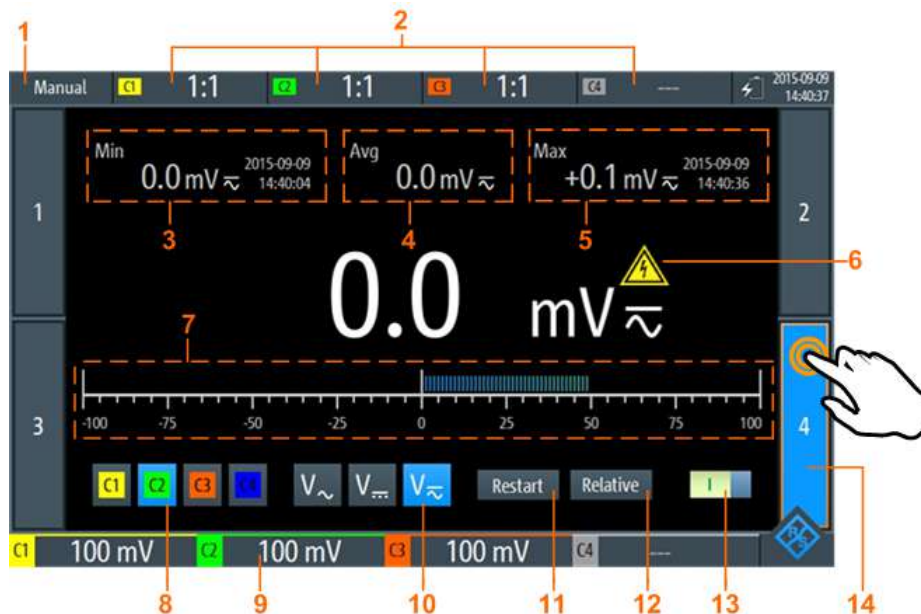 1 2
Manual C1 1:1 C2 1:1 C3 1:1 C4 --- 2015-09-09
14:40:37
Min Avg Max
0.0 mV 2015-09-09 0.0 mV +0.1 mV 2015-09-09
14:40:04 14:40:36
3 4 5
1 2
0.0 mV 6
7
-100 -75 -50 -25 0 25 50 75 100
3 4
C1 C2 C3 C4 V~ V⎓ V⏦ Restart Relative I
C1 100 mV C2 100 mV C3 100 mV C4 --- R&S
8 9 10 11 12 13 14